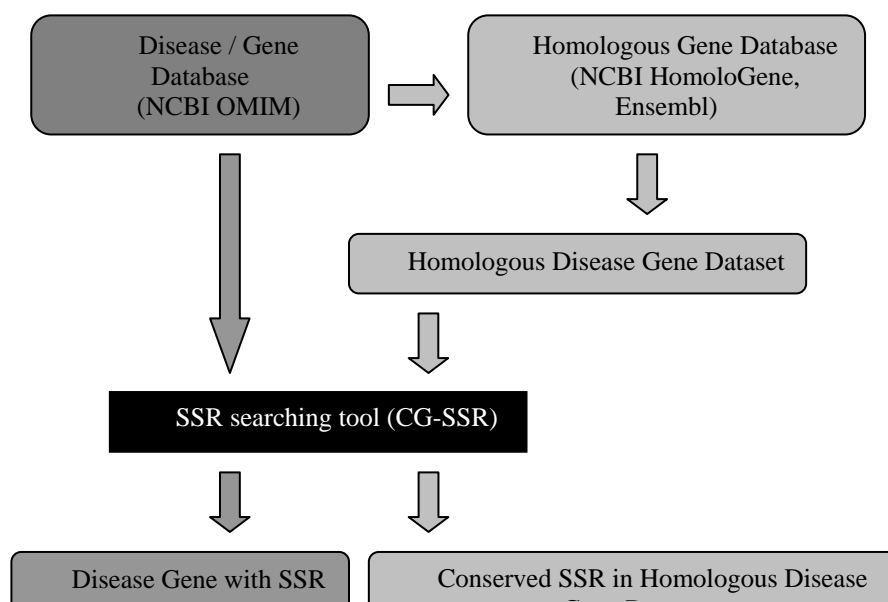 Disease / Gene
Database
(NCBI OMIM)
Homologous Gene Database
(NCBI HomoloGene,
Ensembl)
Homologous Disease Gene Dataset
SSR searching tool (CG-SSR)
Disease Gene with SSR
Conserved SSR in Homologous Disease